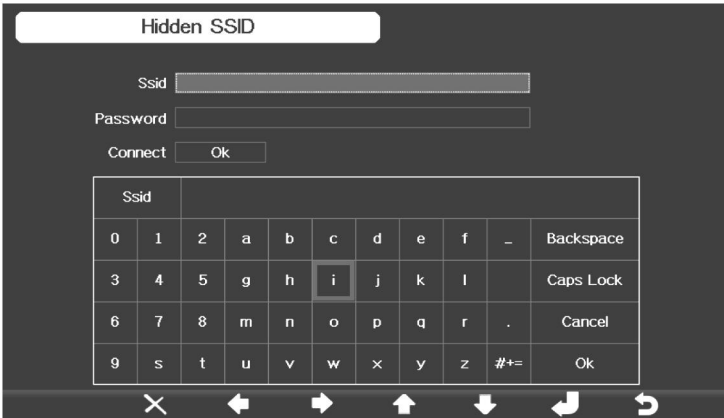 Hidden SSID
Ssid
Password
Connect Ok
Ssid
0 1 2 a b c d e f _ Backspace
3 4 5 g h i j k l Caps Lock
6 7 8 m n o p q r . Cancel
9 s t u v w x y z #+= Ok